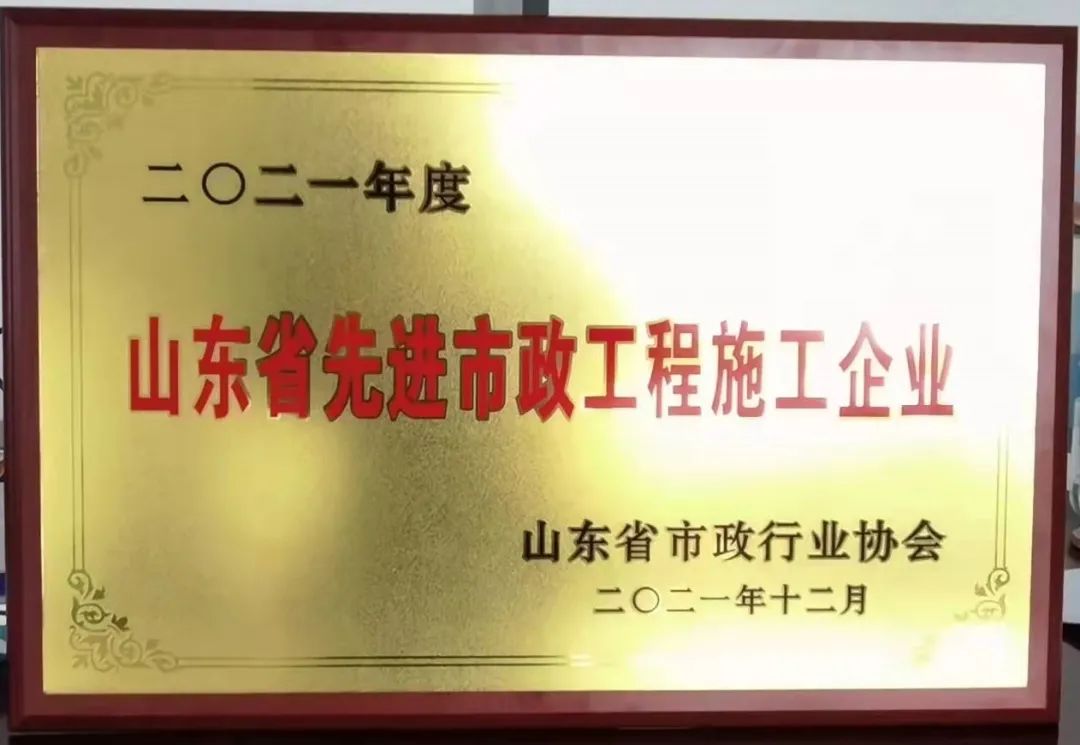 二〇二一年度
山东省先进市政工程施工企业
山东省市政行业协会
二〇二一年十二月